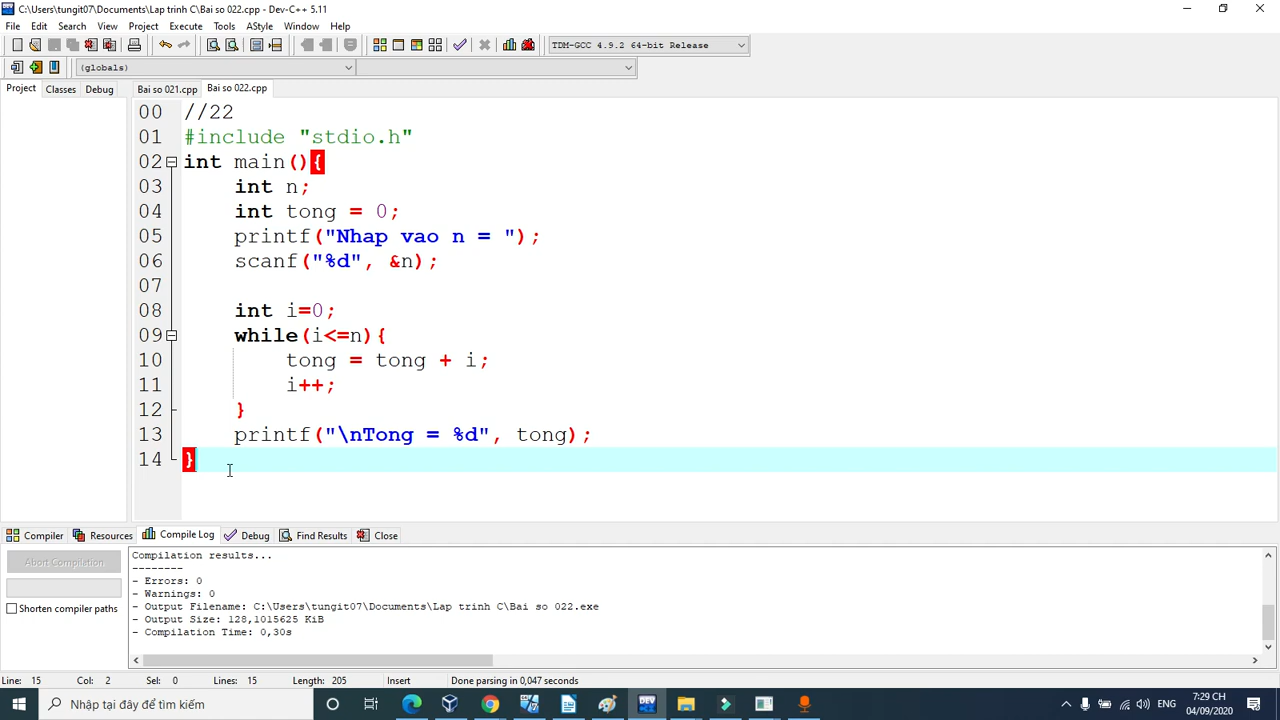 C:\Users\tungit07\Documents\Lap trinh C\Bai so 022.cpp - Dev-C++ 5.11
File Edit Search View Project Execute Tools AStyle Window Help
TDM-GCC 4.9.2 64-bit Release
(globals)
Project Classes Debug Bai so 021.cpp Bai so 022.cpp
00 //22
01 #include "stdio.h"
02 int main(){
03 int n;
04 int tong = 0;
05 printf("Nhap vao n = ");
06 scanf("%d", &n);
07
08 int i=0;
09 while(i<=n){
10 tong = tong + i;
11 i++;
12 }
13 printf("\nTong = %d", tong);
14 }
Compiler Resources Compile Log Debug Find Results Close
Abort Compilation
Shorten compiler paths
Compilation results...
--------
- Errors: 0
- Warnings: 0
- Output Filename: C:\Users\tungit07\Documents\Lap trinh C\Bai so 022.exe
- Output Size: 128,1015625 KiB
- Compilation Time: 0,30s
Line: 15 Col: 2 Sel: 0 Lines: 15 Length: 205 Insert Done parsing in 0,047 seconds
DEV
Nhập tại đây để tìm kiếm
ENG
7:29 CH
04/09/2020